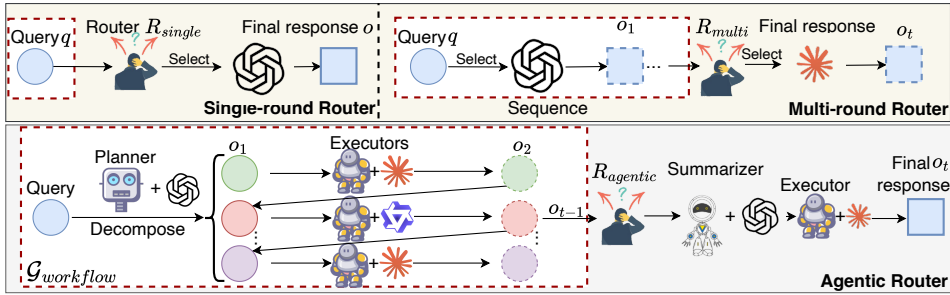 Query q
Router R_single
Final response o
?
Select
Single-round Router
Query q
o_1
R_multi
Final response
o_t
?
Select
Select
...
Sequence
Multi-round Router
Planner
o_1
Executors
o_2
Query
+
Decompose
+
+
+
o_{t−1}
G_workflow
R_agentic
?
Summarizer
+
Executor
+
Final o_t
response
Agentic Router